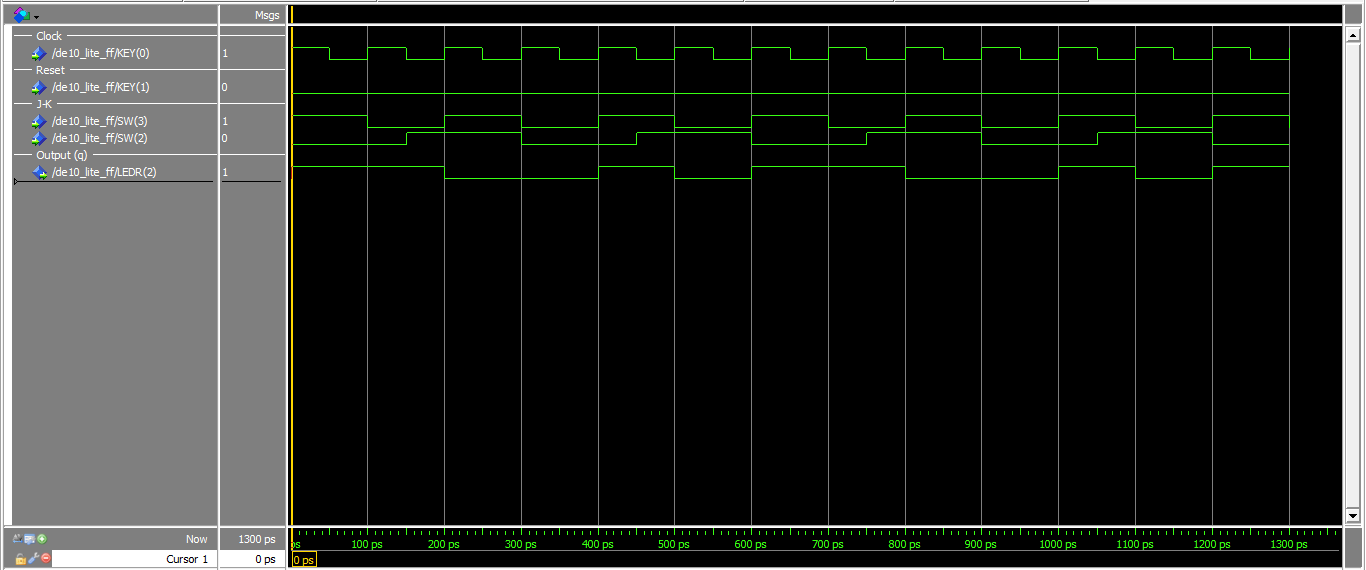 Msgs
Clock
/de10_lite_ff/KEY(0) 1
Reset
/de10_lite_ff/KEY(1) 0
J-K
/de10_lite_ff/SW(3) 1
/de10_lite_ff/SW(2) 0
Output (q)
/de10_lite_ff/LEDR(2) 1
Now 1300 ps
ps 100 ps 200 ps 300 ps 400 ps 500 ps 600 ps 700 ps 800 ps 900 ps 1000 ps 1100 ps 1200 ps 1300 ps
Cursor 1 0 ps 0 ps